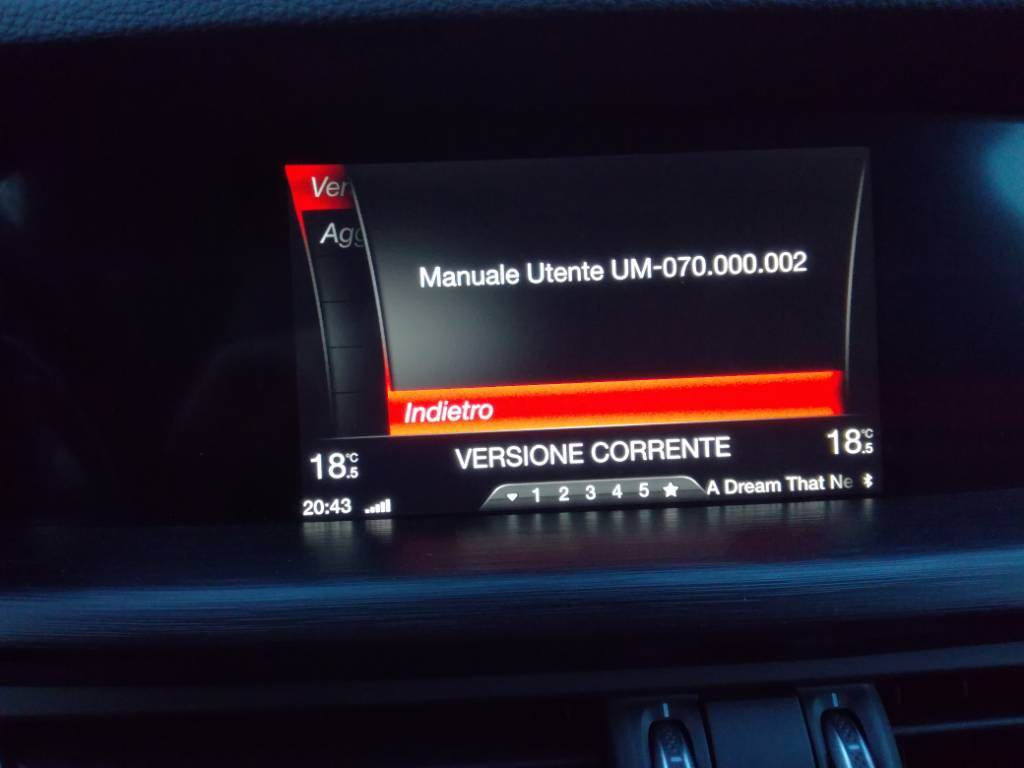 Ver
Agg
Manuale Utente UM-070.000.002
Indietro
18.5°C
VERSIONE CORRENTE
18.5°C
20:43
1 2 3 4 5
A Dream That Ne